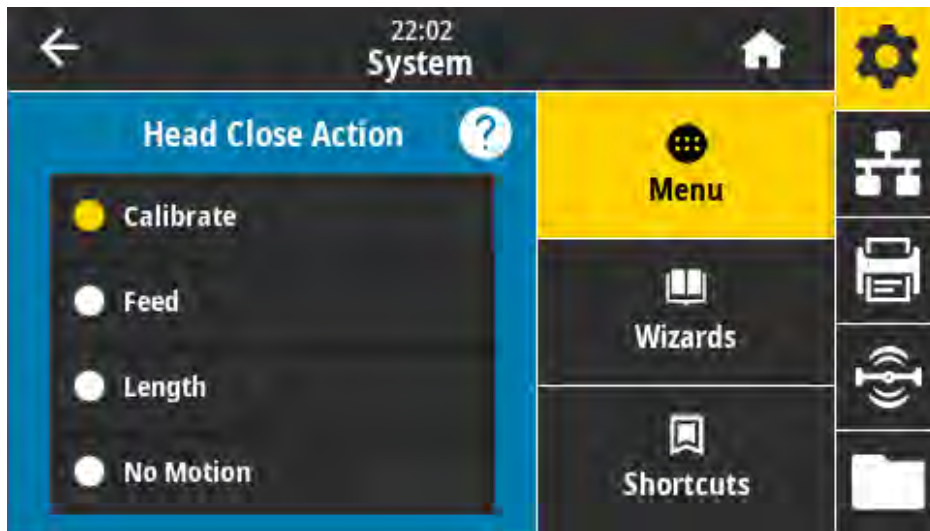 22:02
System
Head Close Action
?
Calibrate
Feed
Length
No Motion
Menu
Wizards
Shortcuts